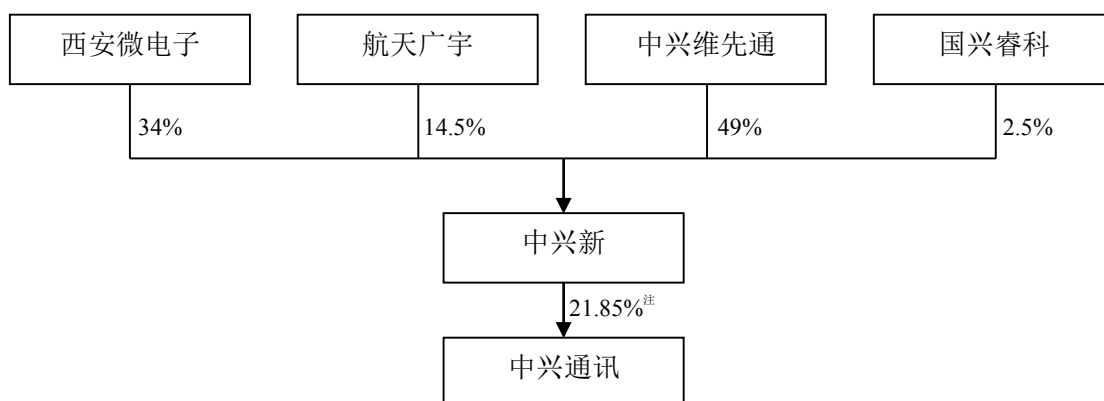 西安微电子 航天广宇 中兴维先通 国兴睿科
34% 14.5% 49% 2.5%
中兴新
21.85%注
中兴通讯